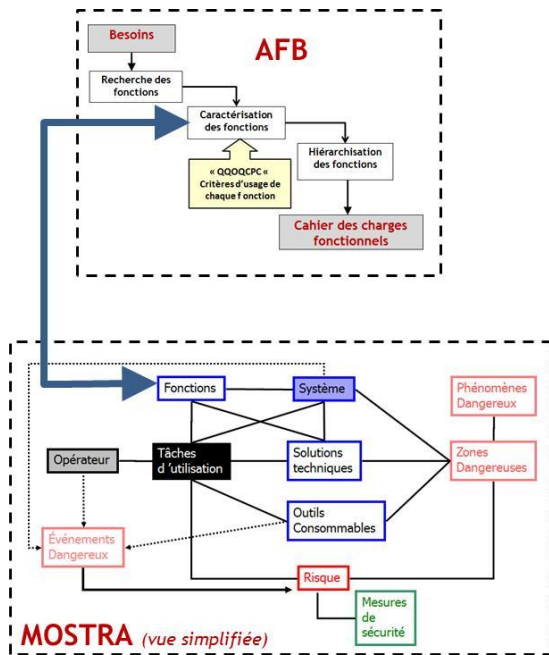 Besoins
AFB
Recherche des
fonctions
Caractérisation
des fonctions
Hiérarchisation
des fonctions
« QQOQCPC «
Critères d'usage de
chaque f onction
Cahier des charges
fonctionnels
Fonctions
Système
Phénomènes
Dangereux
Opérateur
Tâches
d 'utilisation
Solutions
techniques
Zones
Dangereuses
Outils
Consommables
Événements
Dangereux
Risque
Mesures
de
sécurité
MOSTRA (vue simplifiée)